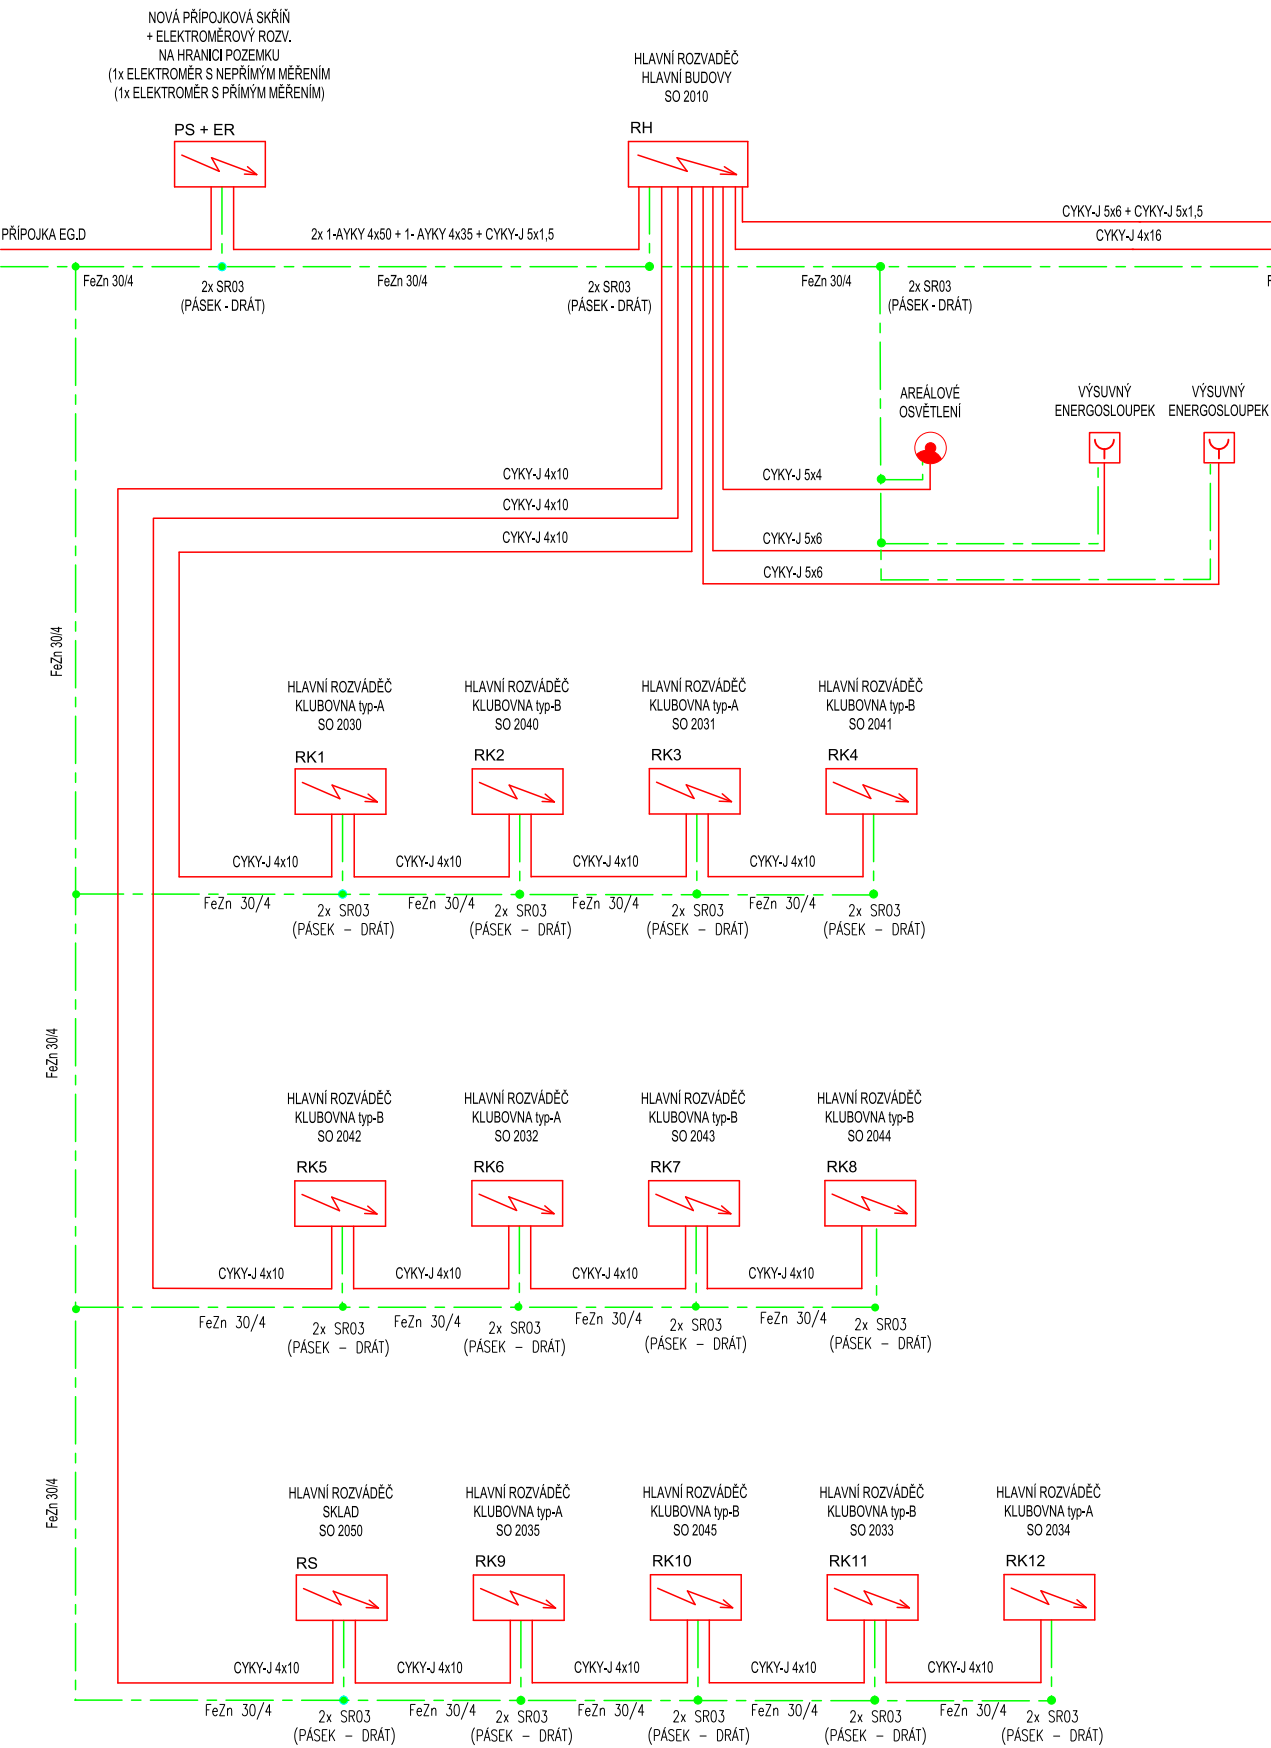 NOVÁ PŘÍPOJKOVÁ SKŘÍŇ
+ ELEKTROMĚROVÝ ROZV.
NA HRANICI POZEMKU
(1x ELEKTROMĚR S NEPŘÍMÝM MĚŘENÍM
(1x ELEKTROMĚR S PŘÍMÝM MĚŘENÍM)
PS + ER
HLAVNÍ ROZVADĚČ
HLAVNÍ BUDOVY
SO 2010
RH
PŘÍPOJKA EG.D
2x 1-AYKY 4x50 + 1- AYKY 4x35 + CYKY-J 5x1,5
CYKY-J 5x6 + CYKY-J 5x1,5
CYKY-J 4x16
FeZn 30/4
2x SR03
(PÁSEK - DRÁT)
FeZn 30/4
2x SR03
(PÁSEK - DRÁT)
FeZn 30/4
2x SR03
(PÁSEK - DRÁT)
AREÁLOVÉ
OSVĚTLENÍ
VÝSUVNÝ
ENERGOSLOUPEK
VÝSUVNÝ
ENERGOSLOUPEK
CYKY-J 4x10
CYKY-J 4x10
CYKY-J 4x10
CYKY-J 5x4
CYKY-J 5x6
CYKY-J 5x6
FeZn 30/4
HLAVNÍ ROZVÁDĚČ
KLUBOVNA typ-A
SO 2030
RK1
HLAVNÍ ROZVÁDĚČ
KLUBOVNA typ-B
SO 2040
RK2
HLAVNÍ ROZVÁDĚČ
KLUBOVNA typ-A
SO 2031
RK3
HLAVNÍ ROZVÁDĚČ
KLUBOVNA typ-B
SO 2041
RK4
CYKY-J 4x10
CYKY-J 4x10
CYKY-J 4x10
CYKY-J 4x10
FeZn 30/4
2x SR03
(PÁSEK – DRÁT)
FeZn 30/4
2x SR03
(PÁSEK – DRÁT)
FeZn 30/4
2x SR03
(PÁSEK – DRÁT)
FeZn 30/4
2x SR03
(PÁSEK – DRÁT)
FeZn 30/4
HLAVNÍ ROZVÁDĚČ
KLUBOVNA typ-B
SO 2042
RK5
HLAVNÍ ROZVÁDĚČ
KLUBOVNA typ-A
SO 2032
RK6
HLAVNÍ ROZVÁDĚČ
KLUBOVNA typ-B
SO 2043
RK7
HLAVNÍ ROZVÁDĚČ
KLUBOVNA typ-B
SO 2044
RK8
CYKY-J 4x10
CYKY-J 4x10
CYKY-J 4x10
CYKY-J 4x10
FeZn 30/4
2x SR03
(PÁSEK – DRÁT)
FeZn 30/4
2x SR03
(PÁSEK – DRÁT)
FeZn 30/4
2x SR03
(PÁSEK – DRÁT)
FeZn 30/4
2x SR03
(PÁSEK – DRÁT)
FeZn 30/4
HLAVNÍ ROZVÁDĚČ
SKLAD
SO 2050
RS
HLAVNÍ ROZVÁDĚČ
KLUBOVNA typ-A
SO 2035
RK9
HLAVNÍ ROZVÁDĚČ
KLUBOVNA typ-B
SO 2045
RK10
HLAVNÍ ROZVÁDĚČ
KLUBOVNA typ-B
SO 2033
RK11
HLAVNÍ ROZVÁDĚČ
KLUBOVNA typ-A
SO 2034
RK12
CYKY-J 4x10
CYKY-J 4x10
CYKY-J 4x10
CYKY-J 4x10
CYKY-J 4x10
FeZn 30/4
2x SR03
(PÁSEK – DRÁT)
FeZn 30/4
2x SR03
(PÁSEK – DRÁT)
FeZn 30/4
2x SR03
(PÁSEK – DRÁT)
FeZn 30/4
2x SR03
(PÁSEK – DRÁT)
FeZn 30/4
2x SR03
(PÁSEK – DRÁT)